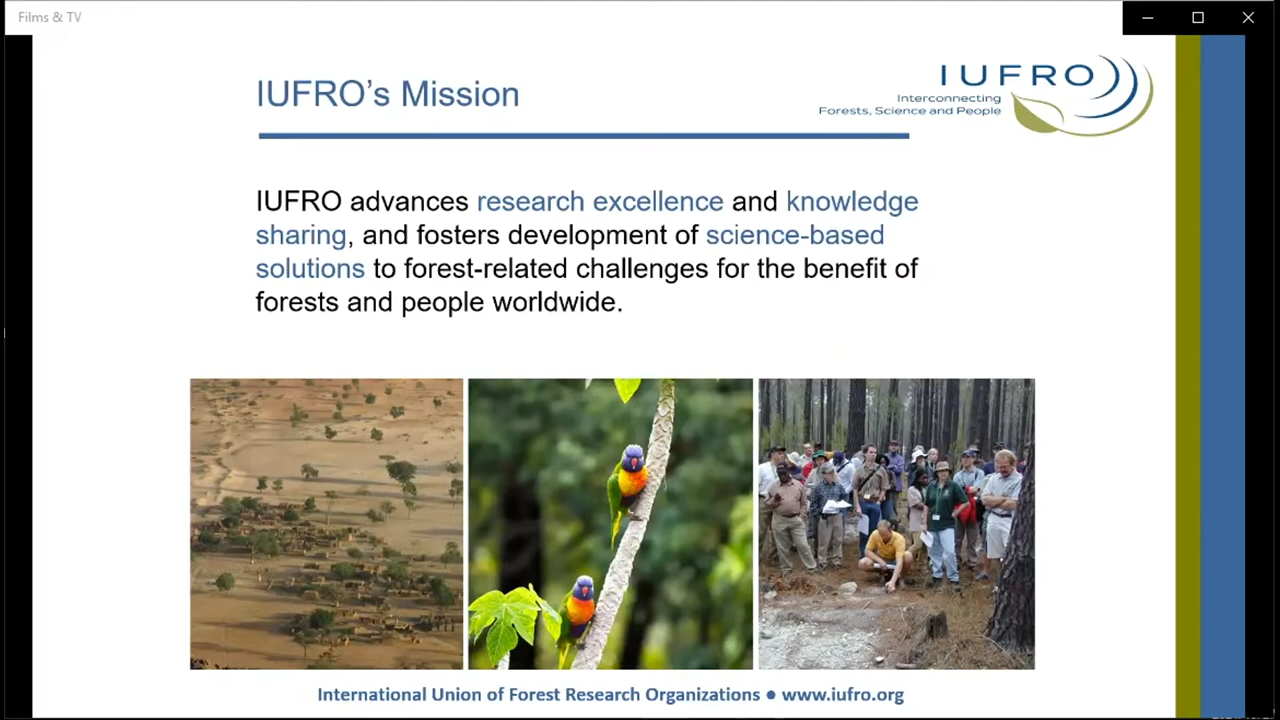 Films & TV
IUFRO's Mission
IUFRO
Interconnecting
Forests, Science and People
IUFRO advances research excellence and knowledge
sharing, and fosters development of science-based
solutions to forest-related challenges for the benefit of
forests and people worldwide.
International Union of Forest Research Organizations ● www.iufro.org